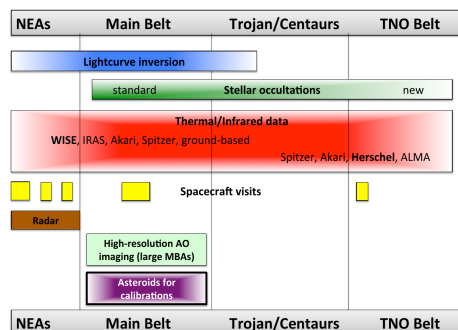 NEAs Main Belt Trojan/Centaurs TNO Belt
Lightcurve inversion
standard Stellar occultations new
Thermal/Infrared data
WISE, IRAS, Akari, Spitzer, ground-based
Spitzer, Akari, Herschel, ALMA
Spacecraft visits
Radar
High-resolution AO
imaging (large MBAs)
Asteroids for
calibrations
NEAs Main Belt Trojan/Centaurs TNO Belt